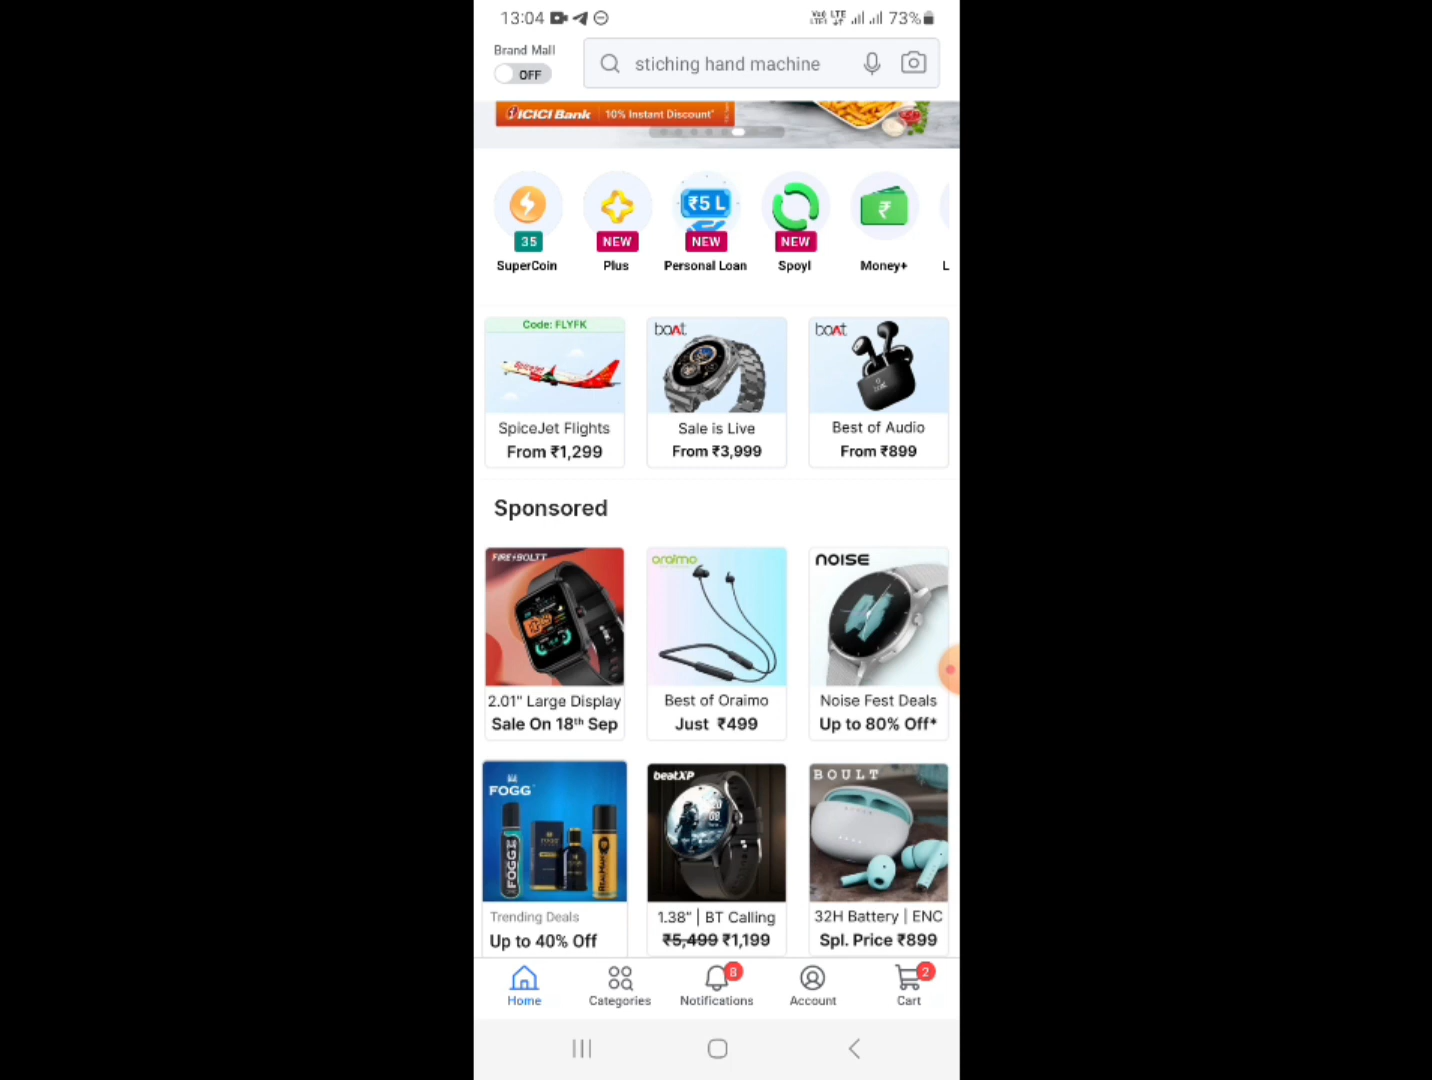 13:04
73%
Brand Mall
OFF
stiching hand machine
ICICI Bank | 10% Instant Discount*
35
NEW
NEW
NEW
₹5 L
₹
SuperCoin
Plus
Personal Loan
Spoyl
Money+
L
Code: FLYFK
SpiceJet
SpiceJet Flights
From ₹1,299
boAt
Sale is Live
From ₹3,999
boAt
Best of Audio
From ₹899
Sponsored
FIRE-BOLTT
2.01" Large Display
Sale On 18th Sep
oraimo
Best of Oraimo
Just ₹499
NOISE
Noise Fest Deals
Up to 80% Off*
FOGG
FOGG
Trending Deals
Up to 40% Off
beatXP
1.38" | BT Calling
₹5,499 ₹1,199
BOULT
32H Battery | ENC
Spl. Price ₹899
Home
Categories
8
Notifications
Account
2
Cart